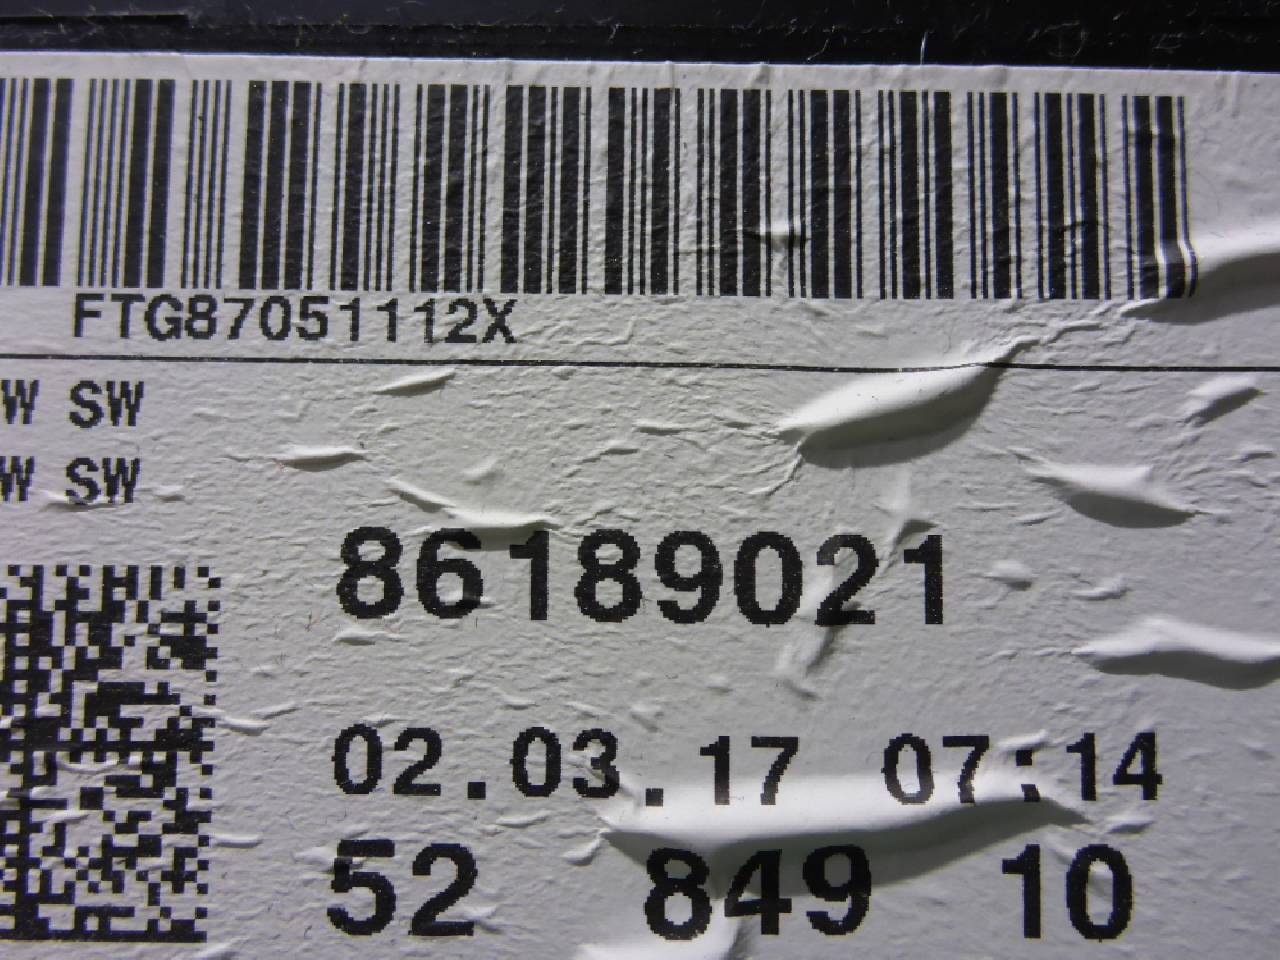 FTG87051112X
W SW
W SW
86189021
02.03.17 07:14
52 849 10